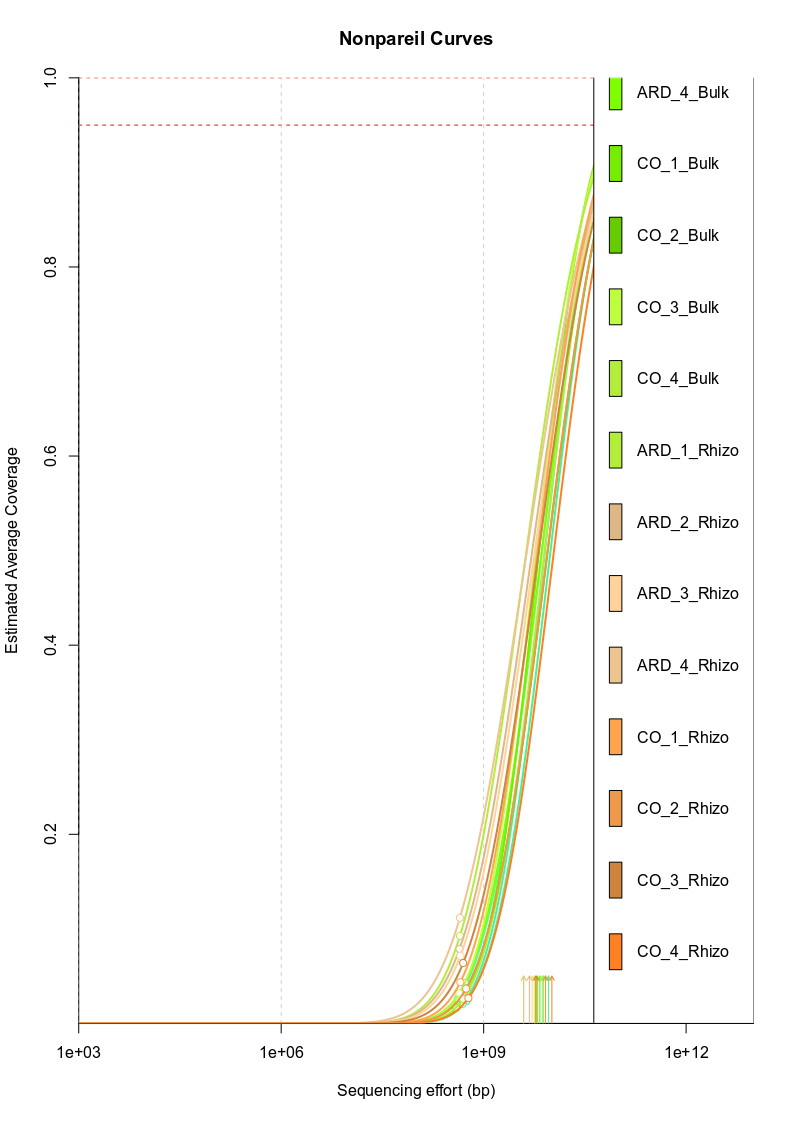 Nonpareil Curves
Estimated Average Coverage
1.0
0.8
0.6
0.4
0.2
ARD_4_Bulk
CO_1_Bulk
CO_2_Bulk
CO_3_Bulk
CO_4_Bulk
ARD_1_Rhizo
ARD_2_Rhizo
ARD_3_Rhizo
ARD_4_Rhizo
CO_1_Rhizo
CO_2_Rhizo
CO_3_Rhizo
CO_4_Rhizo
1e+03 1e+06 1e+09 1e+12
Sequencing effort (bp)